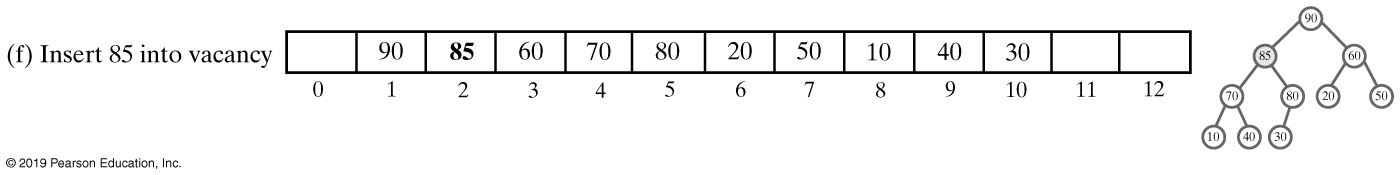 (f) Insert 85 into vacancy
90 85 60 70 80 20 50 10 40 30
0 1 2 3 4 5 6 7 8 9 10 11 12
90
85 60
70 80 20 50
10 40 30
© 2019 Pearson Education, Inc.